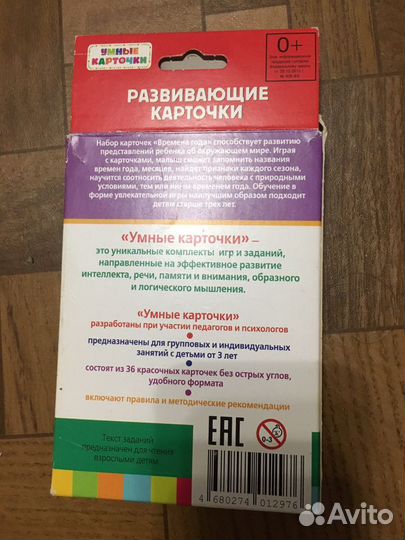 УМНЫЕ
КАРТОЧКИ
0+
РАЗВИВАЮЩИЕ
КАРТОЧКИ
Набор карточек «Времена года» способствует развитию
представлений ребенка об окружающем мире. Играя
с карточками, малыш сможет запомнить названия
времен года, месяцев, найдет признаки каждого сезона,
научится соотносить деятельность человека с природными
условиями, тем или иным временем года. Обучение в
форме увлекательной игры наилучшим образом подходит
детям старше трех лет.
«Умные карточки» –
это уникальные комплекты игр и заданий,
направленные на эффективное развитие
интеллекта, речи, памяти и внимания, образного
и логического мышления.
«Умные карточки»
разработаны при участии педагогов и психологов
предназначены для групповых и индивидуальных
занятий с детьми от 3 лет
состоят из 36 красочных карточек без острых углов,
удобного формата
включают правила и методические рекомендации
EAC
0-3
Текст заданий
предназначен для чтения
взрослыми детям.
4 680274 012976
Avito